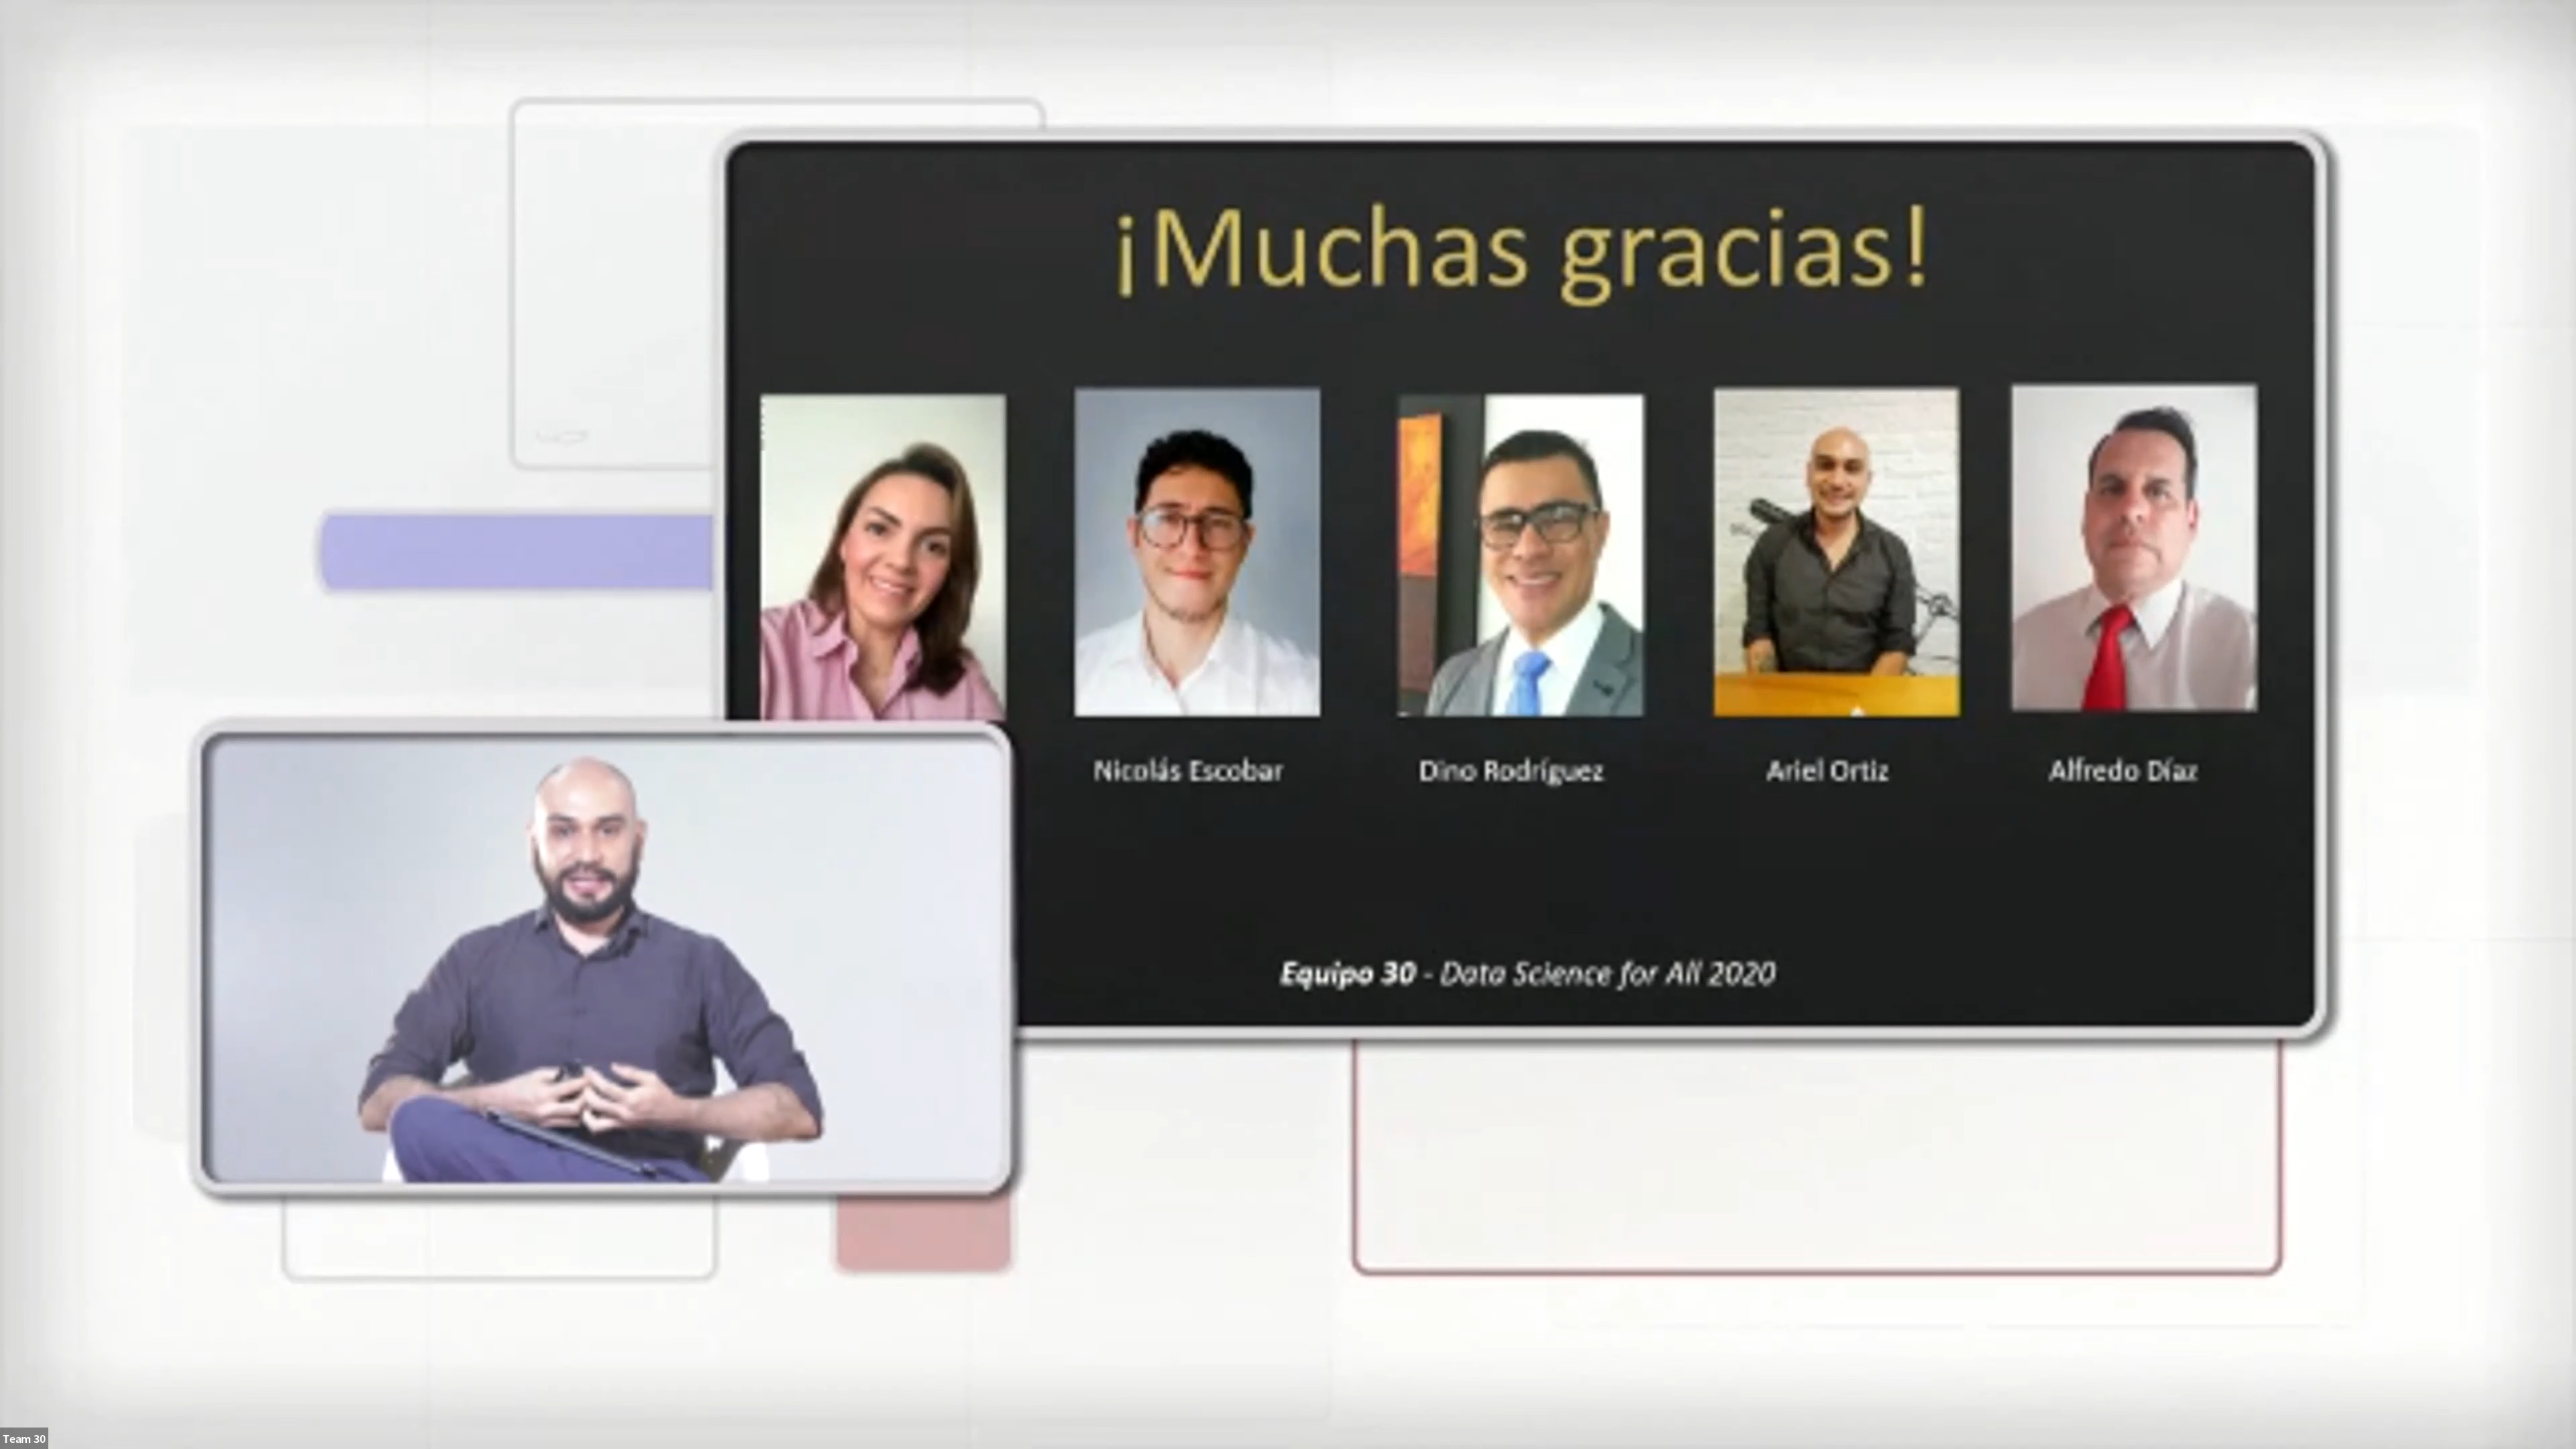 ¡Muchas gracias!
Nicolás Escobar
Dino Rodríguez
Ariel Ortiz
Alfredo Díaz
Equipo 30 - Data Science for All 2020
Team 30